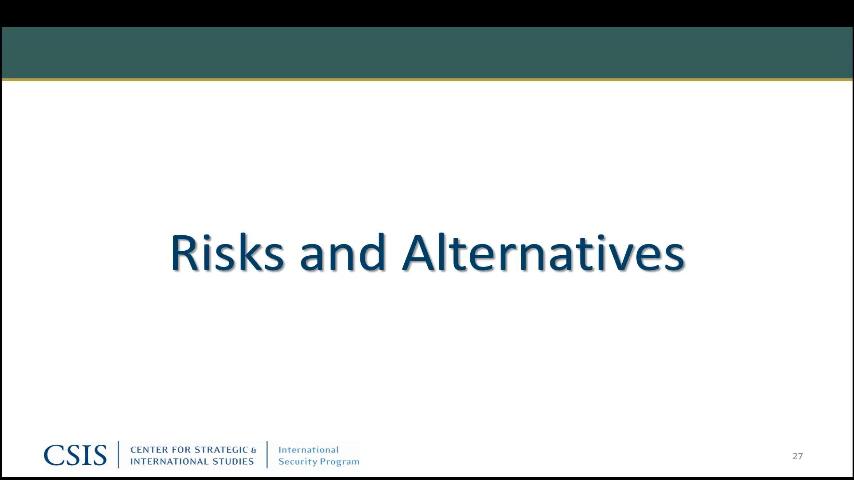 Risks and Alternatives
CSIS
CENTER FOR STRATEGIC &
INTERNATIONAL STUDIES
International
Security Program
27